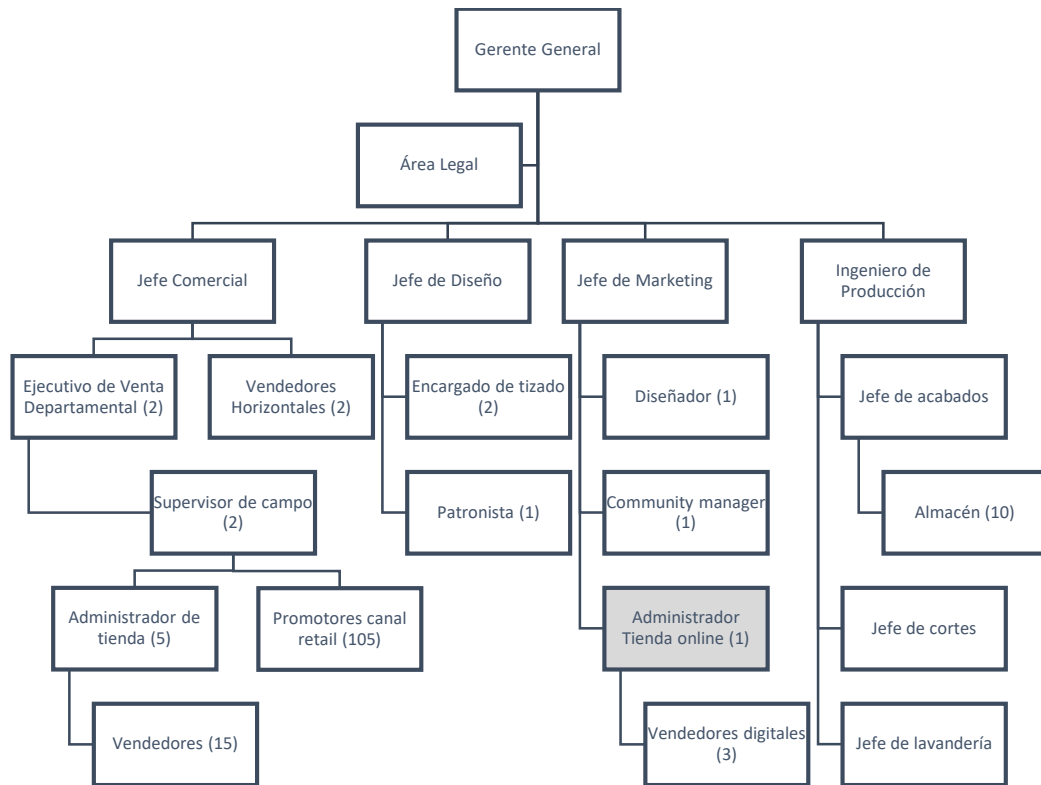 Gerente General
Área Legal
Jefe Comercial
Jefe de Diseño
Jefe de Marketing
Ingeniero de
Producción
Ejecutivo de Venta
Departamental (2)
Vendedores
Horizontales (2)
Encargado de tizado
(2)
Diseñador (1)
Jefe de acabados
Supervisor de campo
(2)
Patronista (1)
Community manager
(1)
Almacén (10)
Administrador de
tienda (5)
Promotores canal
retail (105)
Administrador
Tienda online (1)
Jefe de cortes
Vendedores (15)
Vendedores digitales
(3)
Jefe de lavandería